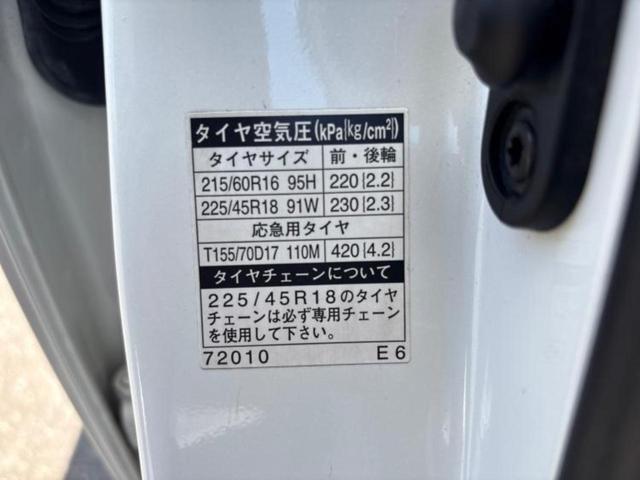 タイヤ空気圧(kPa{kg/cm²})
タイヤサイズ 前・後輪
215/60R16 95H 220{2.2}
225/45R18 91W 230{2.3}
応急用タイヤ
T155/70D17 110M 420{4.2}
タイヤチェーンについて
225/45R18のタイヤ
チェーンは必ず専用チェーン
を使用して下さい。
72010 E6